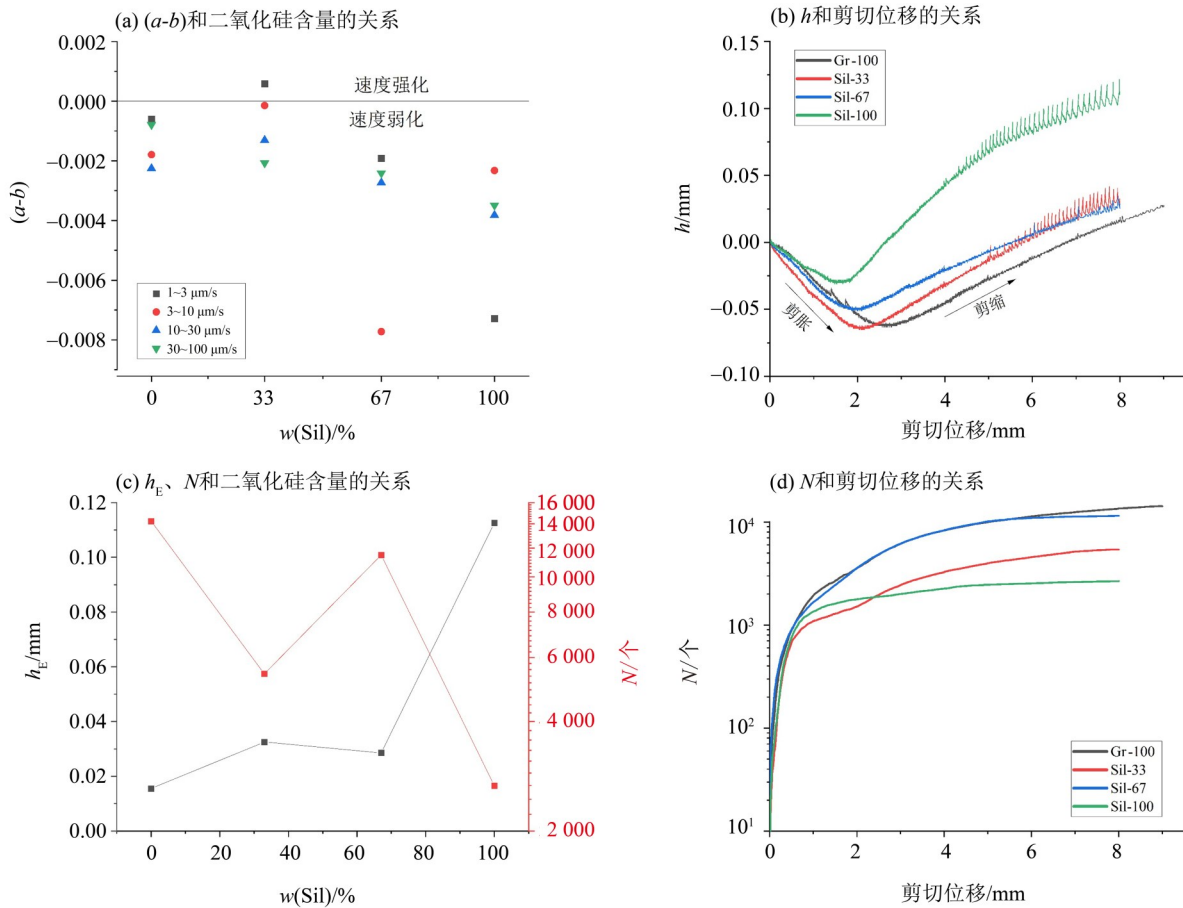 (a) (a-b)和二氧化硅含量的关系
0.002
0.000
−0.002
−0.004
−0.006
−0.008
(a-b)
速度强化
速度弱化
1~3 μm/s
3~10 μm/s
10~30 μm/s
30~100 μm/s
0
33
67
100
w(Sil)/%
(b) h和剪切位移的关系
0.15
0.10
0.05
0.00
−0.05
−0.10
h/mm
Gr-100
Sil-33
Sil-67
Sil-100
剪胀
剪缩
0
2
4
6
8
剪切位移/mm
(c) hE、N和二氧化硅含量的关系
0.12
0.10
0.08
0.06
0.04
0.02
0.00
hE/mm
16 000
14 000
12 000
10 000
8 000
6 000
4 000
2 000
N/个
0
20
40
60
80
100
w(Sil)/%
(d) N和剪切位移的关系
10⁴
10³
10²
10¹
N/个
Gr-100
Sil-33
Sil-67
Sil-100
0
2
4
6
8
剪切位移/mm